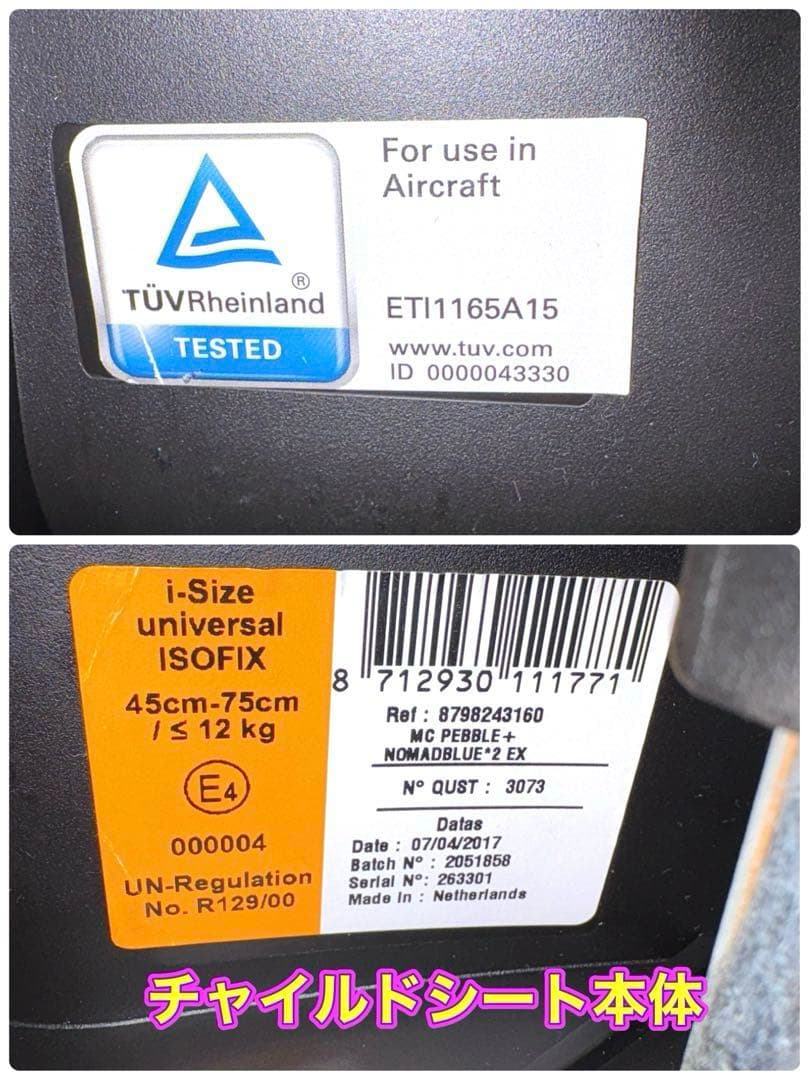 For use in
Aircraft
®
TÜVRheinland
TESTED
ETI1165A15
www.tuv.com
ID 0000043330
i-Size
universal
ISOFIX
45cm-75cm
/ ≤ 12 kg
E4
000004
UN-Regulation
No. R129/00
8 712930 111771
Ref : 8798243160
MC PEBBLE+
NOMADBLUE*2 EX
N° QUST : 3073
Datas
Date : 07/04/2017
Batch N° : 2051858
Serial N°: 263301
Made In : Netherlands
チャイルドシート本体